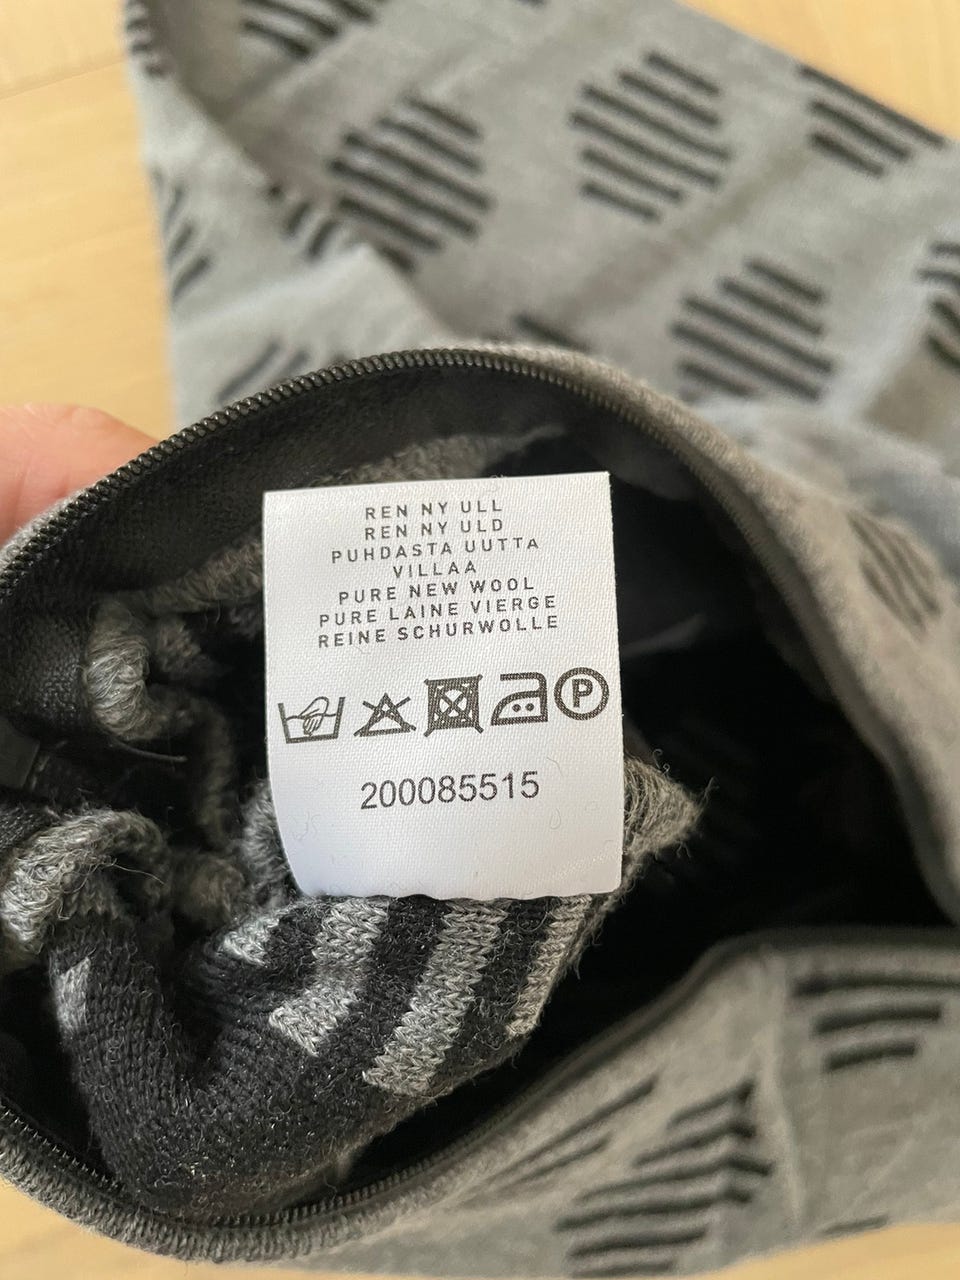 REN NY ULL
REN NY ULD
PUHDASTA UUTTA
VILLAA
PURE NEW WOOL
PURE LAINE VIERGE
REINE SCHURWOLLE
P
200085515